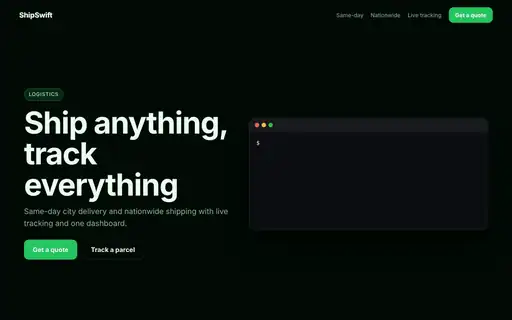 ShipSwift
Same-day Nationwide Live tracking Get a quote
LOGISTICS
Ship anything,
track
everything
Same-day city delivery and nationwide shipping with live
tracking and one dashboard.
Get a quote Track a parcel
$